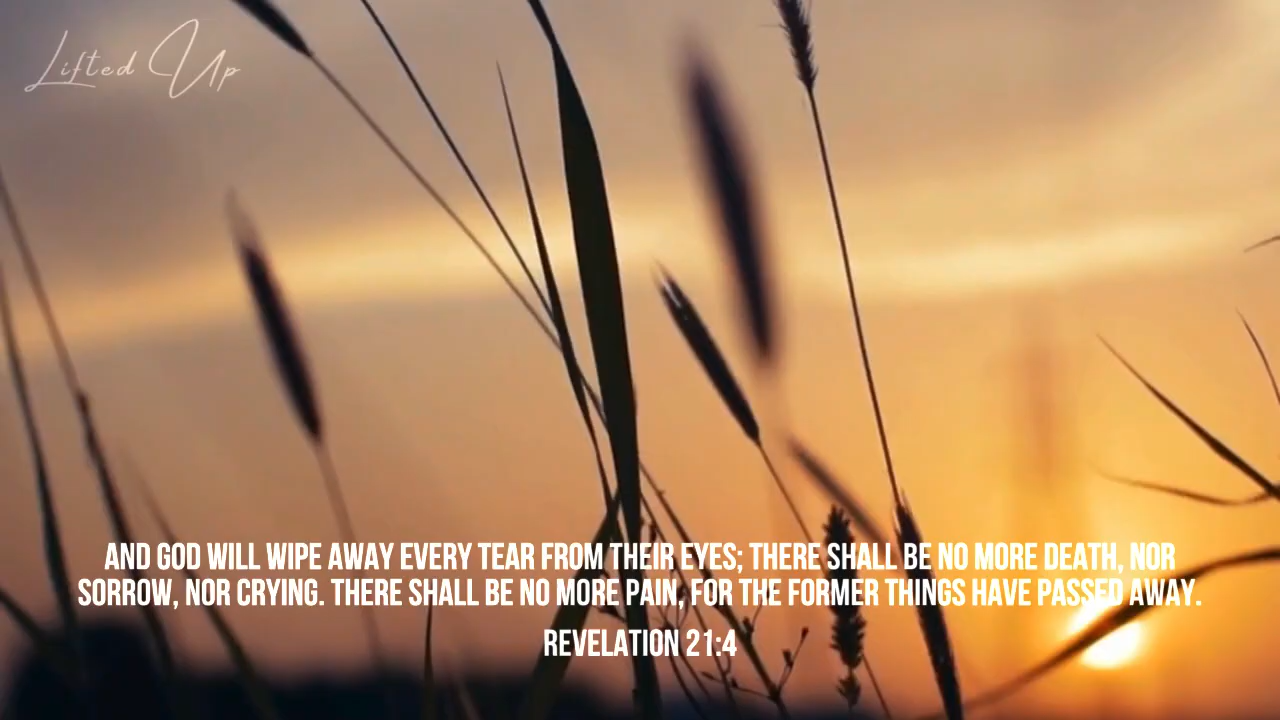 Lifted Up
AND GOD WILL WIPE AWAY EVERY TEAR FROM THEIR EYES; THERE SHALL BE NO MORE DEATH, NOR
SORROW, NOR CRYING. THERE SHALL BE NO MORE PAIN, FOR THE FORMER THINGS HAVE PASSED AWAY.
REVELATION 21:4